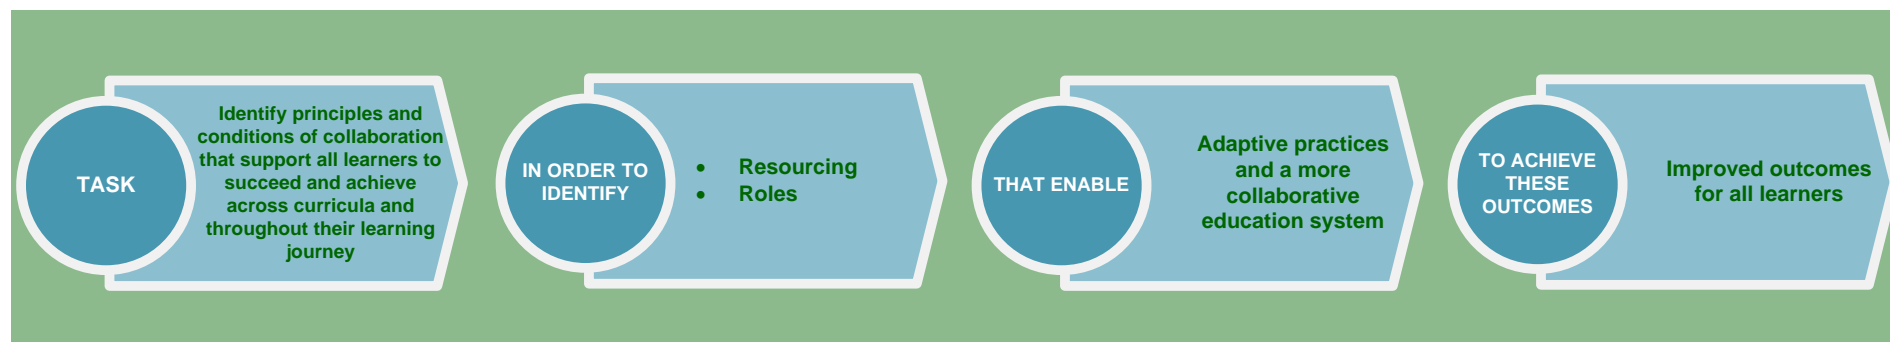 TASK
Identify principles and
conditions of collaboration
that support all learners to
succeed and achieve
across curricula and
throughout their learning
journey
IN ORDER TO
IDENTIFY
• Resourcing
• Roles
THAT ENABLE
Adaptive practices
and a more
collaborative
education system
TO ACHIEVE
THESE
OUTCOMES
Improved outcomes
for all learners